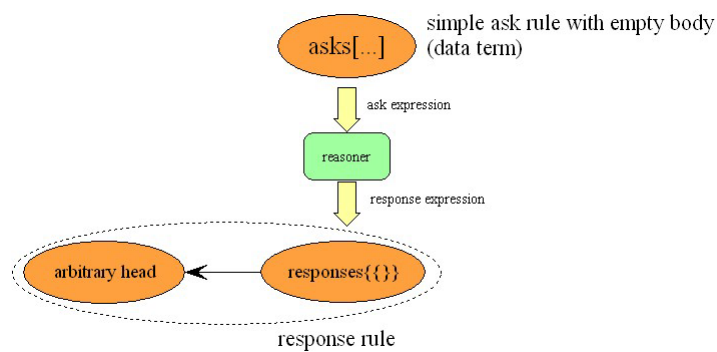 simple ask rule with empty body
(data term)
asks[...]
ask expression
reasoner
response expression
arbitrary head
responses{{}}
response rule